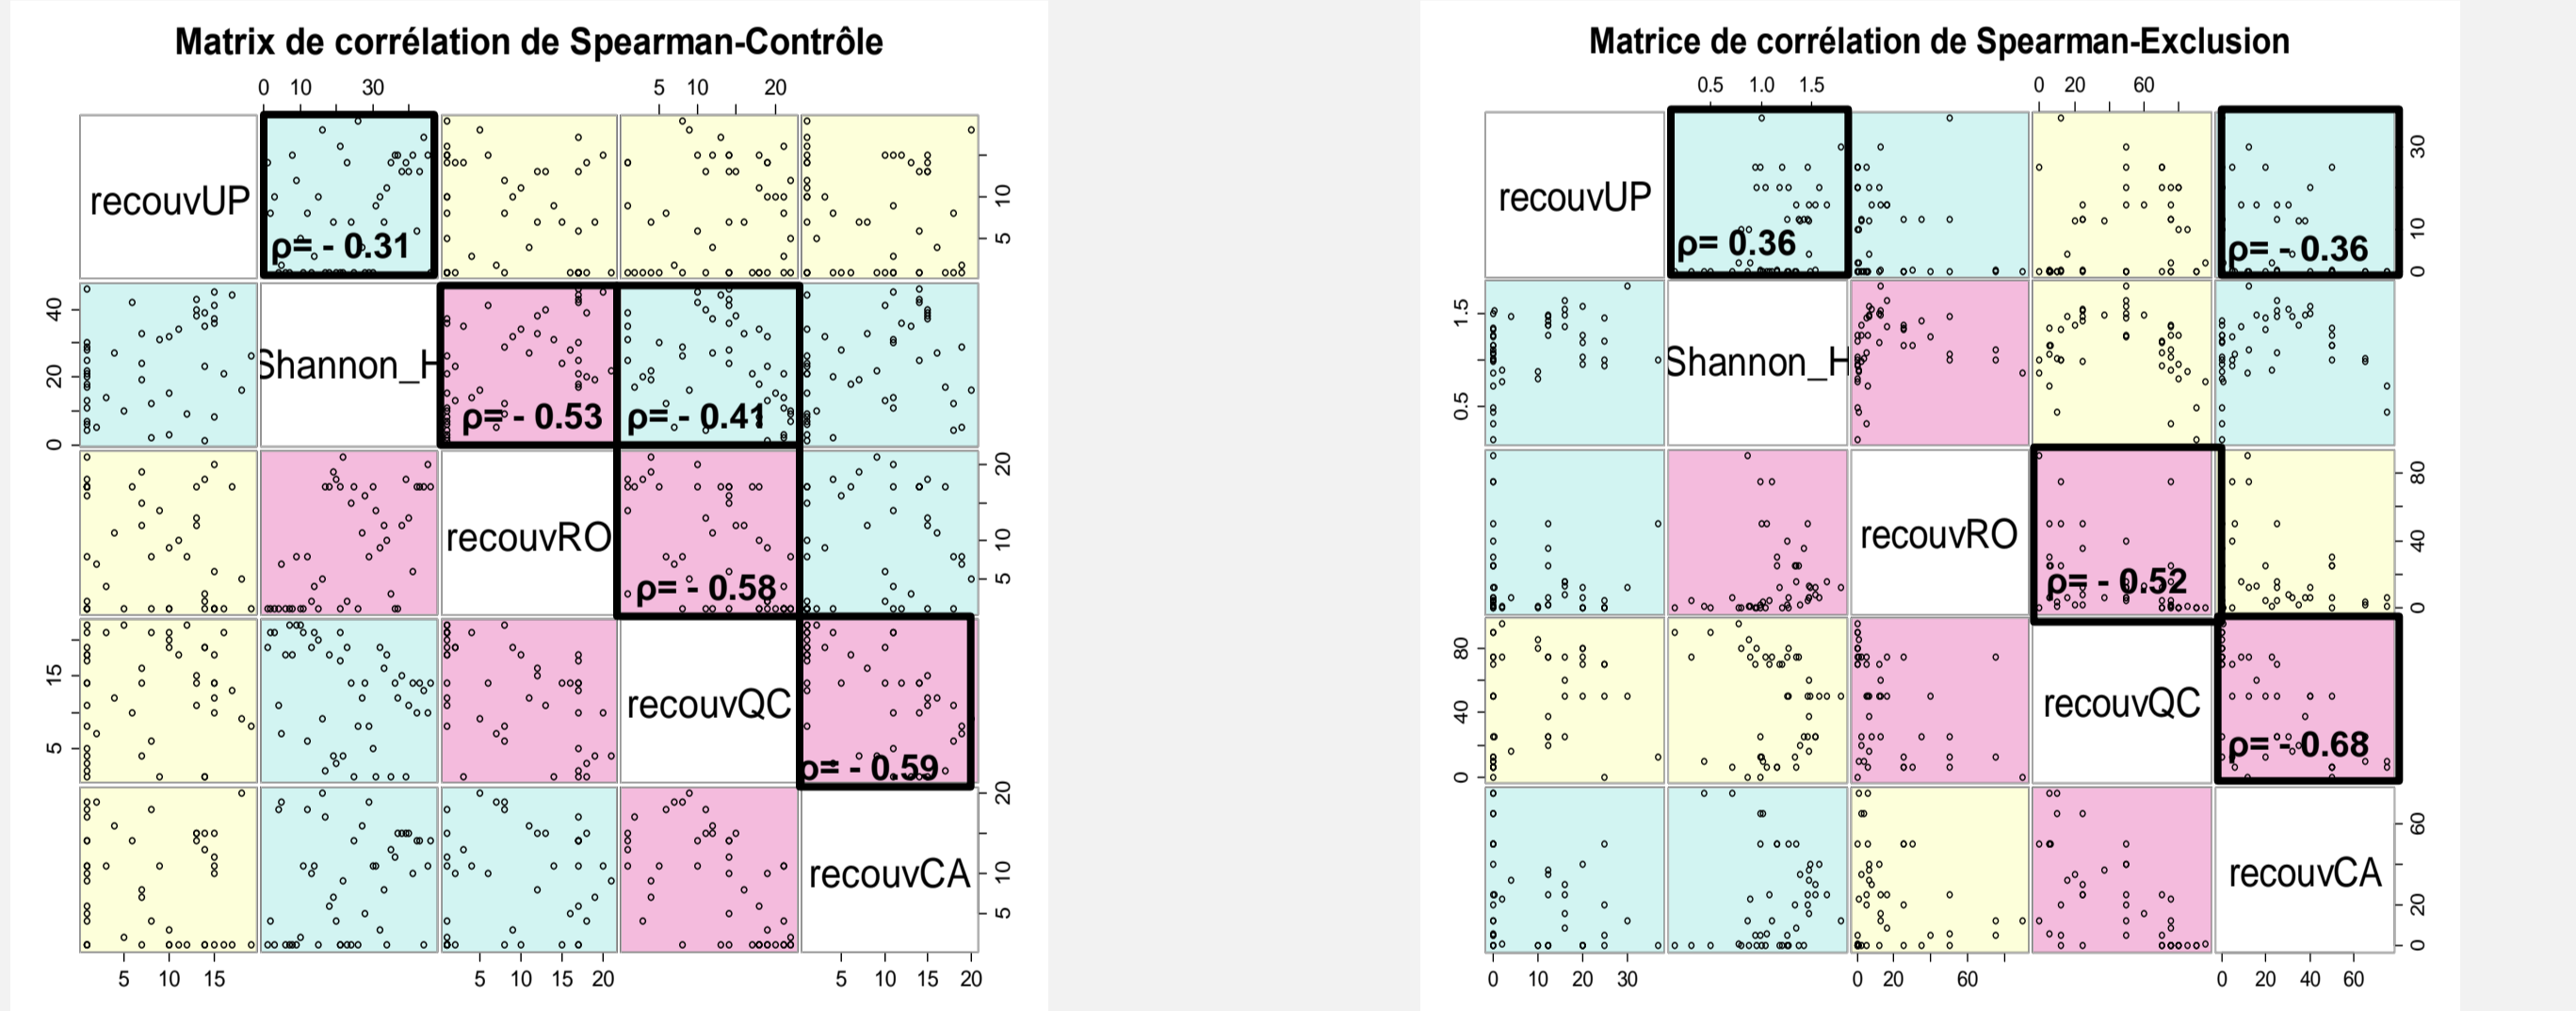 Matrix de corrélation de Spearman-Contrôle
0 10 30
5 10 20
recouvUP
ρ= - 0.31
10
5
40
20
0
Shannon_H
ρ= - 0.53
ρ= - 0.41
recouvRO
ρ= - 0.58
20
10
5
15
5
recouvQC
ρ= - 0.59
recouvCA
20
10
5
5 10 15
5 10 15 20
5 10 15 20
Matrice de corrélation de Spearman-Exclusion
0.5 1.0 1.5
0 20 60
recouvUP
ρ= 0.36
ρ= - 0.36
30
10
0
1.5
0.5
Shannon_H
recouvRO
ρ= - 0.52
80
40
0
80
40
0
recouvQC
ρ= - 0.68
recouvCA
60
20
0
0 10 20 30
0 20 60
0 20 40 60